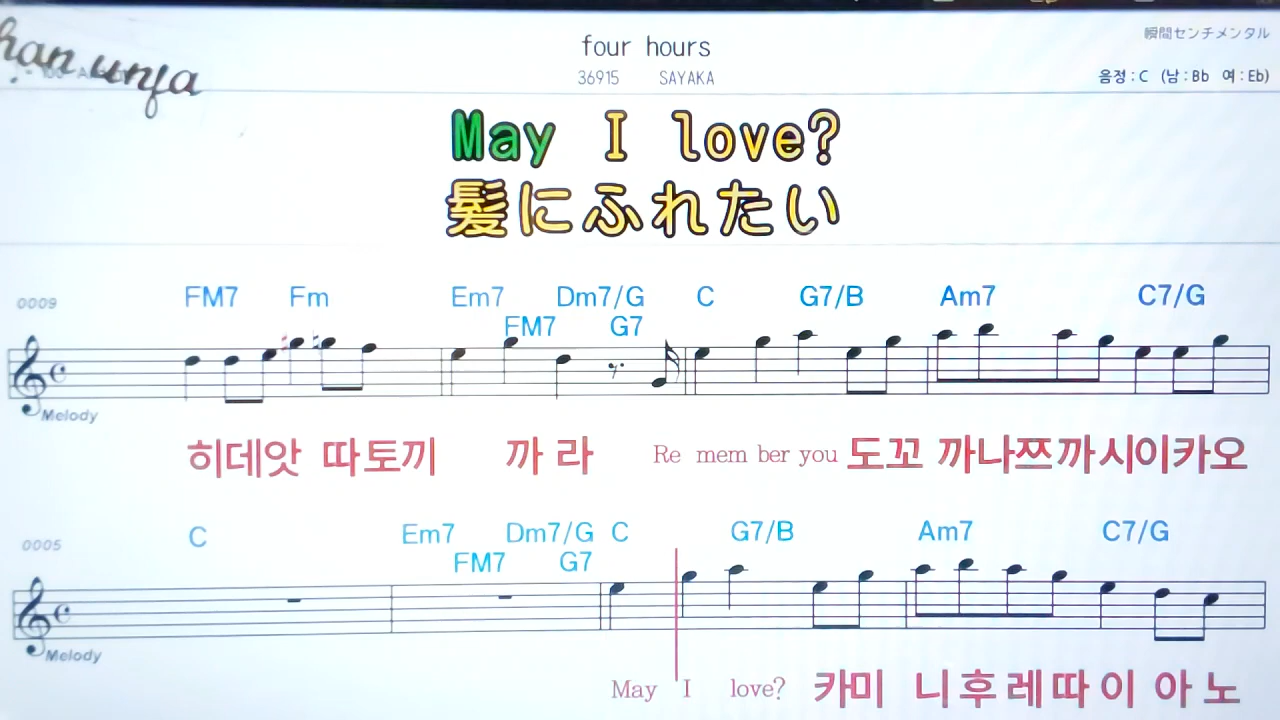 han unja
four hours
瞬間センチメンタル
36915 SAYAKA
음정 : C (남 : Bb 여 : Eb)
May I love?
髪にふれたい
0009
FM7 Fm Em7 Dm7/G C G7/B Am7 C7/G
FM7 G7
Melody
히데앗 따토끼 까 라 Re mem ber you 도꼬 까나쯔까시이카오
0005
C Em7 Dm7/G C G7/B Am7 C7/G
FM7 G7
Melody
May I love? 카미 니후레따이 아 노